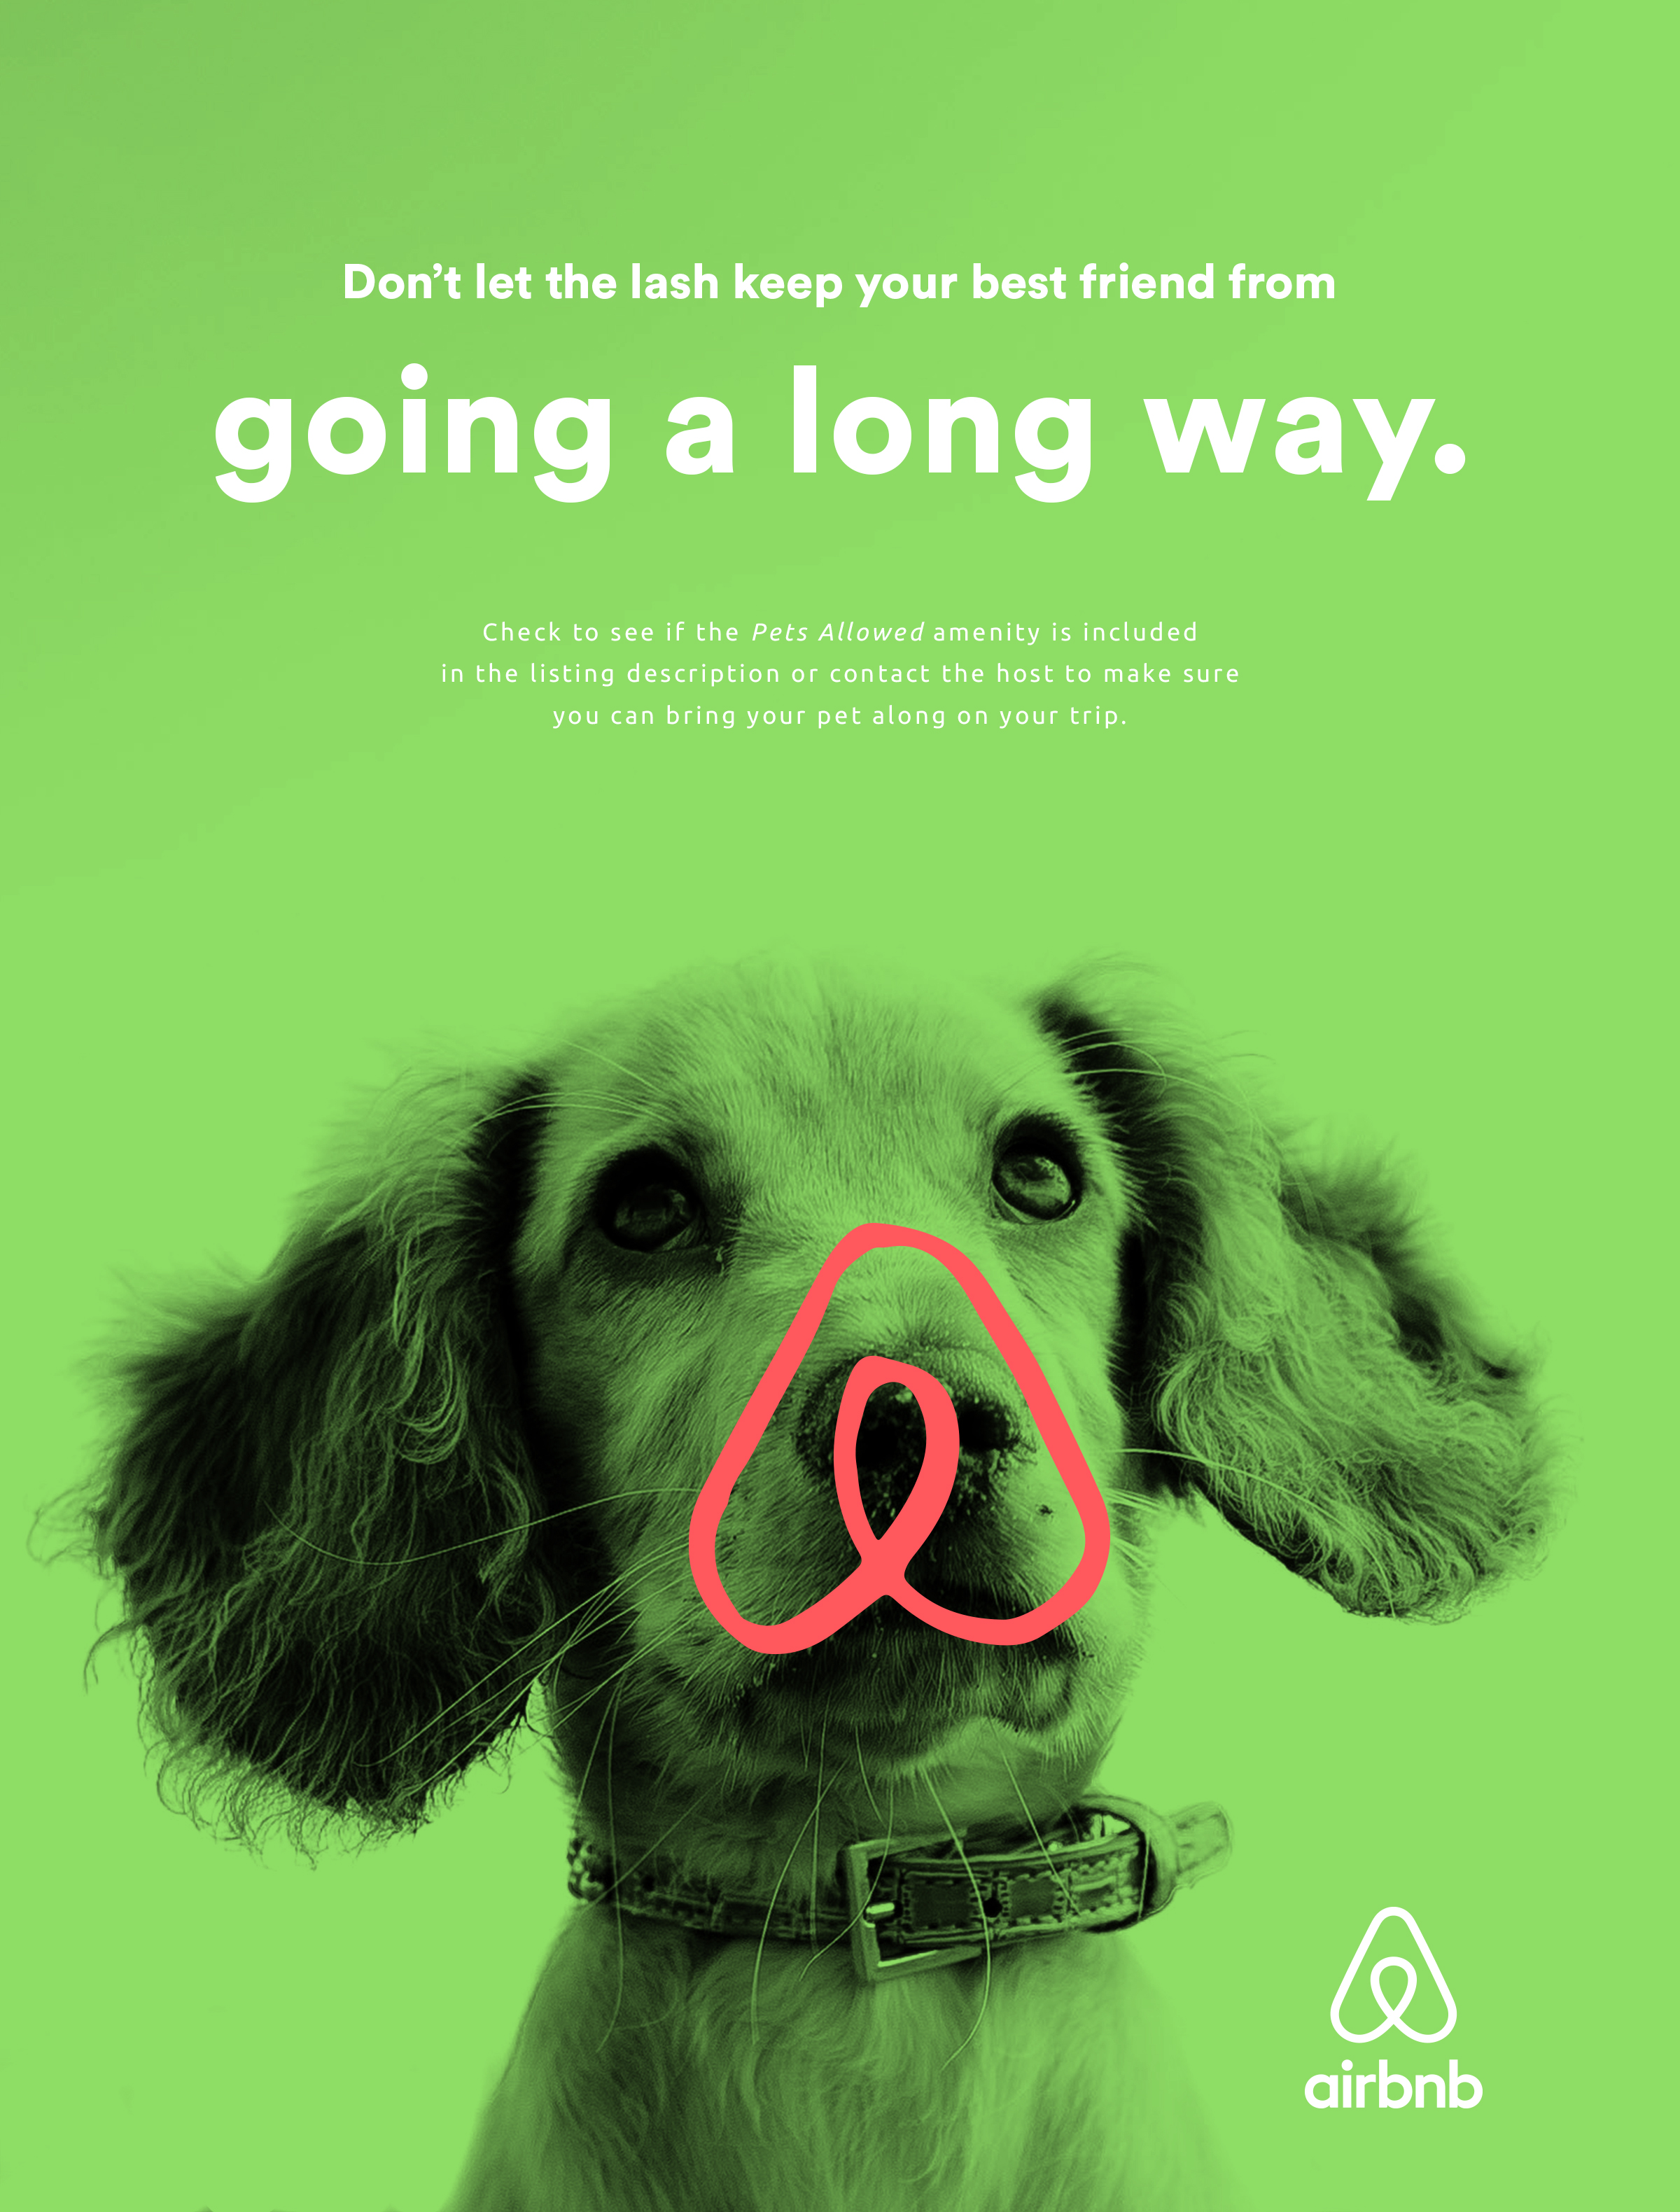 Don’t let the lash keep your best friend from
going a long way.
Check to see if the Pets Allowed amenity is included
in the listing description or contact the host to make sure
you can bring your pet along on your trip.
airbnb